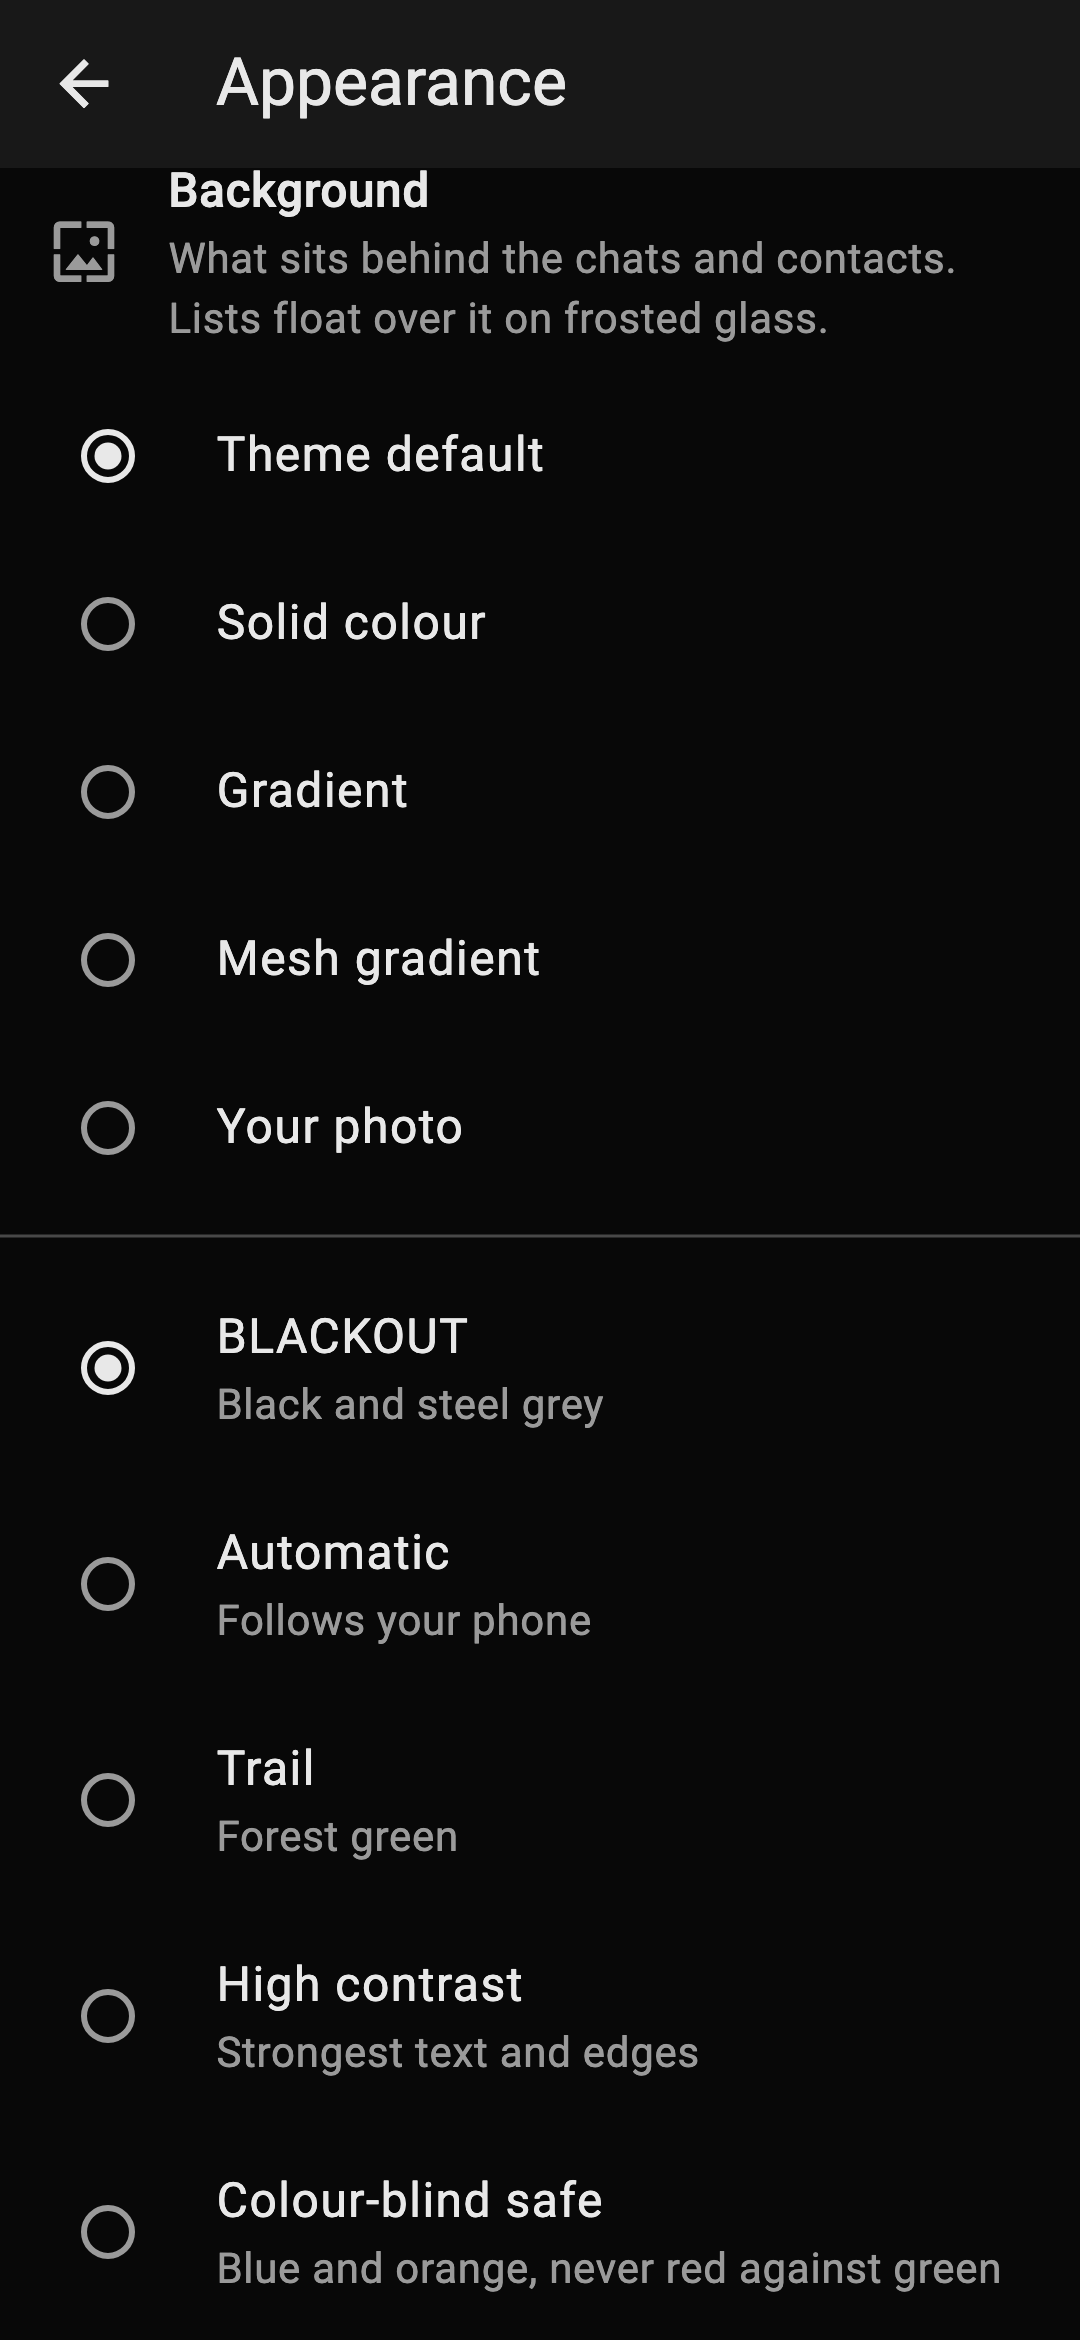 Appearance
Background
What sits behind the chats and contacts.
Lists float over it on frosted glass.
Theme default
Solid colour
Gradient
Mesh gradient
Your photo
BLACKOUT
Black and steel grey
Automatic
Follows your phone
Trail
Forest green
High contrast
Strongest text and edges
Colour-blind safe
Blue and orange, never red against green